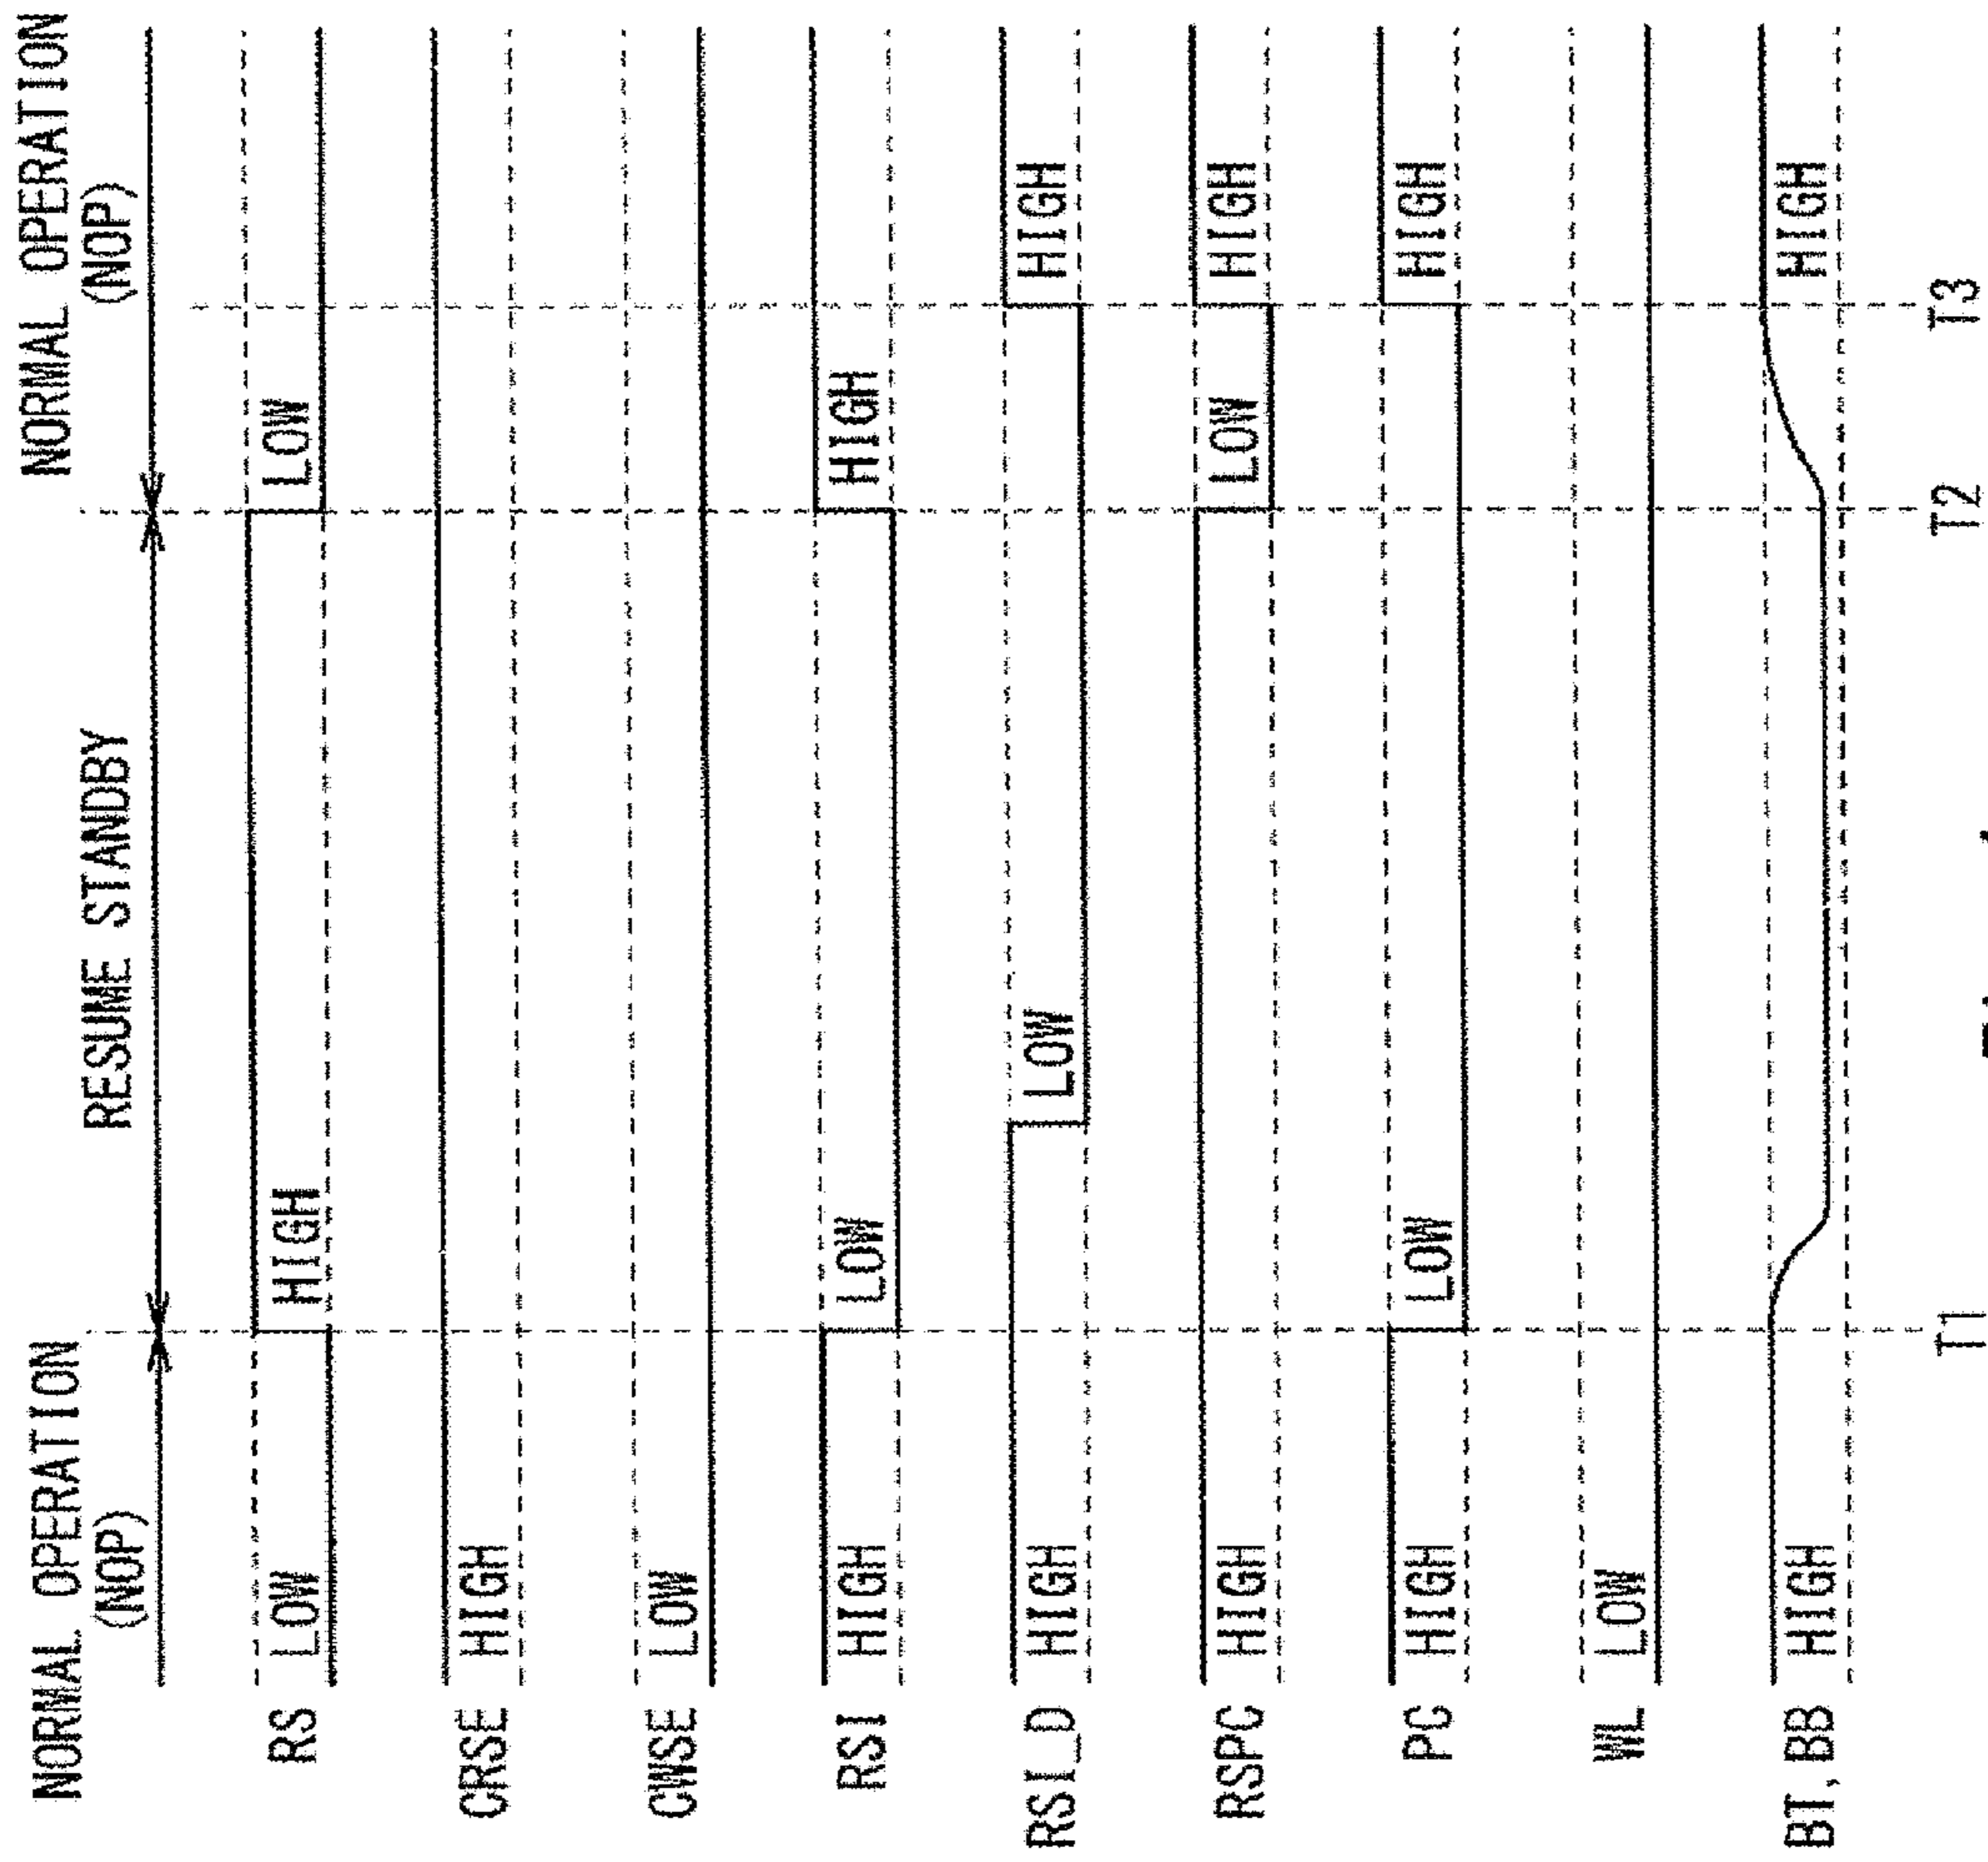 NORMAL OPERATION
(NOP)
RESUME STANDBY
NORMAL OPERATION
(NOP)
RS LOW HIGH LOW
CRSE HIGH
CWSE LOW
RSI HIGH LOW HIGH
RSI_D HIGH LOW HIGH
RSPC HIGH LOW HIGH
PC HIGH LOW HIGH
WL LOW
BT, BB HIGH HIGH
T1 T2 T3